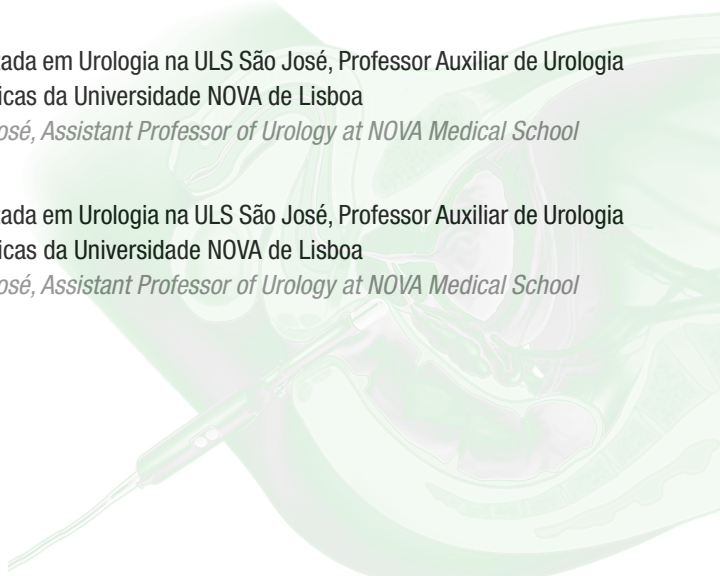 tada em Urologia na ULS São José, Professor Auxiliar de Urologia
icas da Universidade NOVA de Lisboa
osé, Assistant Professor of Urology at NOVA Medical School
tada em Urologia na ULS São José, Professor Auxiliar de Urologia
icas da Universidade NOVA de Lisboa
osé, Assistant Professor of Urology at NOVA Medical School